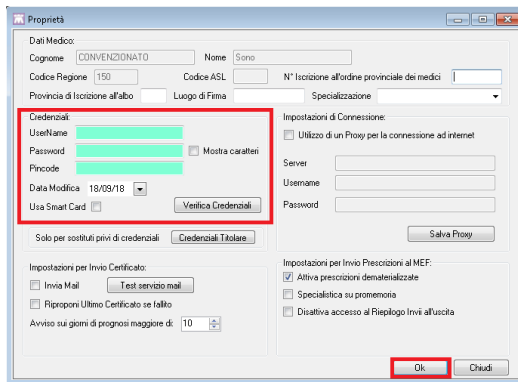 Proprietà
Dati Medico:
Cognome CONVENZIONATO Nome Sono
Codice Regione 150 Codice ASL N° Iscrizione all'ordine provinciale dei medici
Provincia di Iscrizione all'albo Luogo di Firma Specializzazione
Credenziali:
UserName
Password Mostra caratteri
Pincode
Data Modifica 18/09/18
Usa Smart Card Verifica Credenziali
Solo per sostituti privi di credenziali Credenziali Titolare
Impostazioni per Invio Certificato:
Invia Mail Test servizio mail
Riproponi Ultimo Certificato se fallito
Avviso sui giorni di prognosi maggiore di: 10
Impostazioni di Connessione:
Utilizzo di un Proxy per la connessione ad internet
Server
Username
Password
Salva Proxy
Impostazioni per Invio Prescrizioni al MEF:
Attiva prescrizioni dematerializzate
Specialistica su promemoria
Disattiva accesso al Riepilogo Invii all'uscita
Ok Chiudi